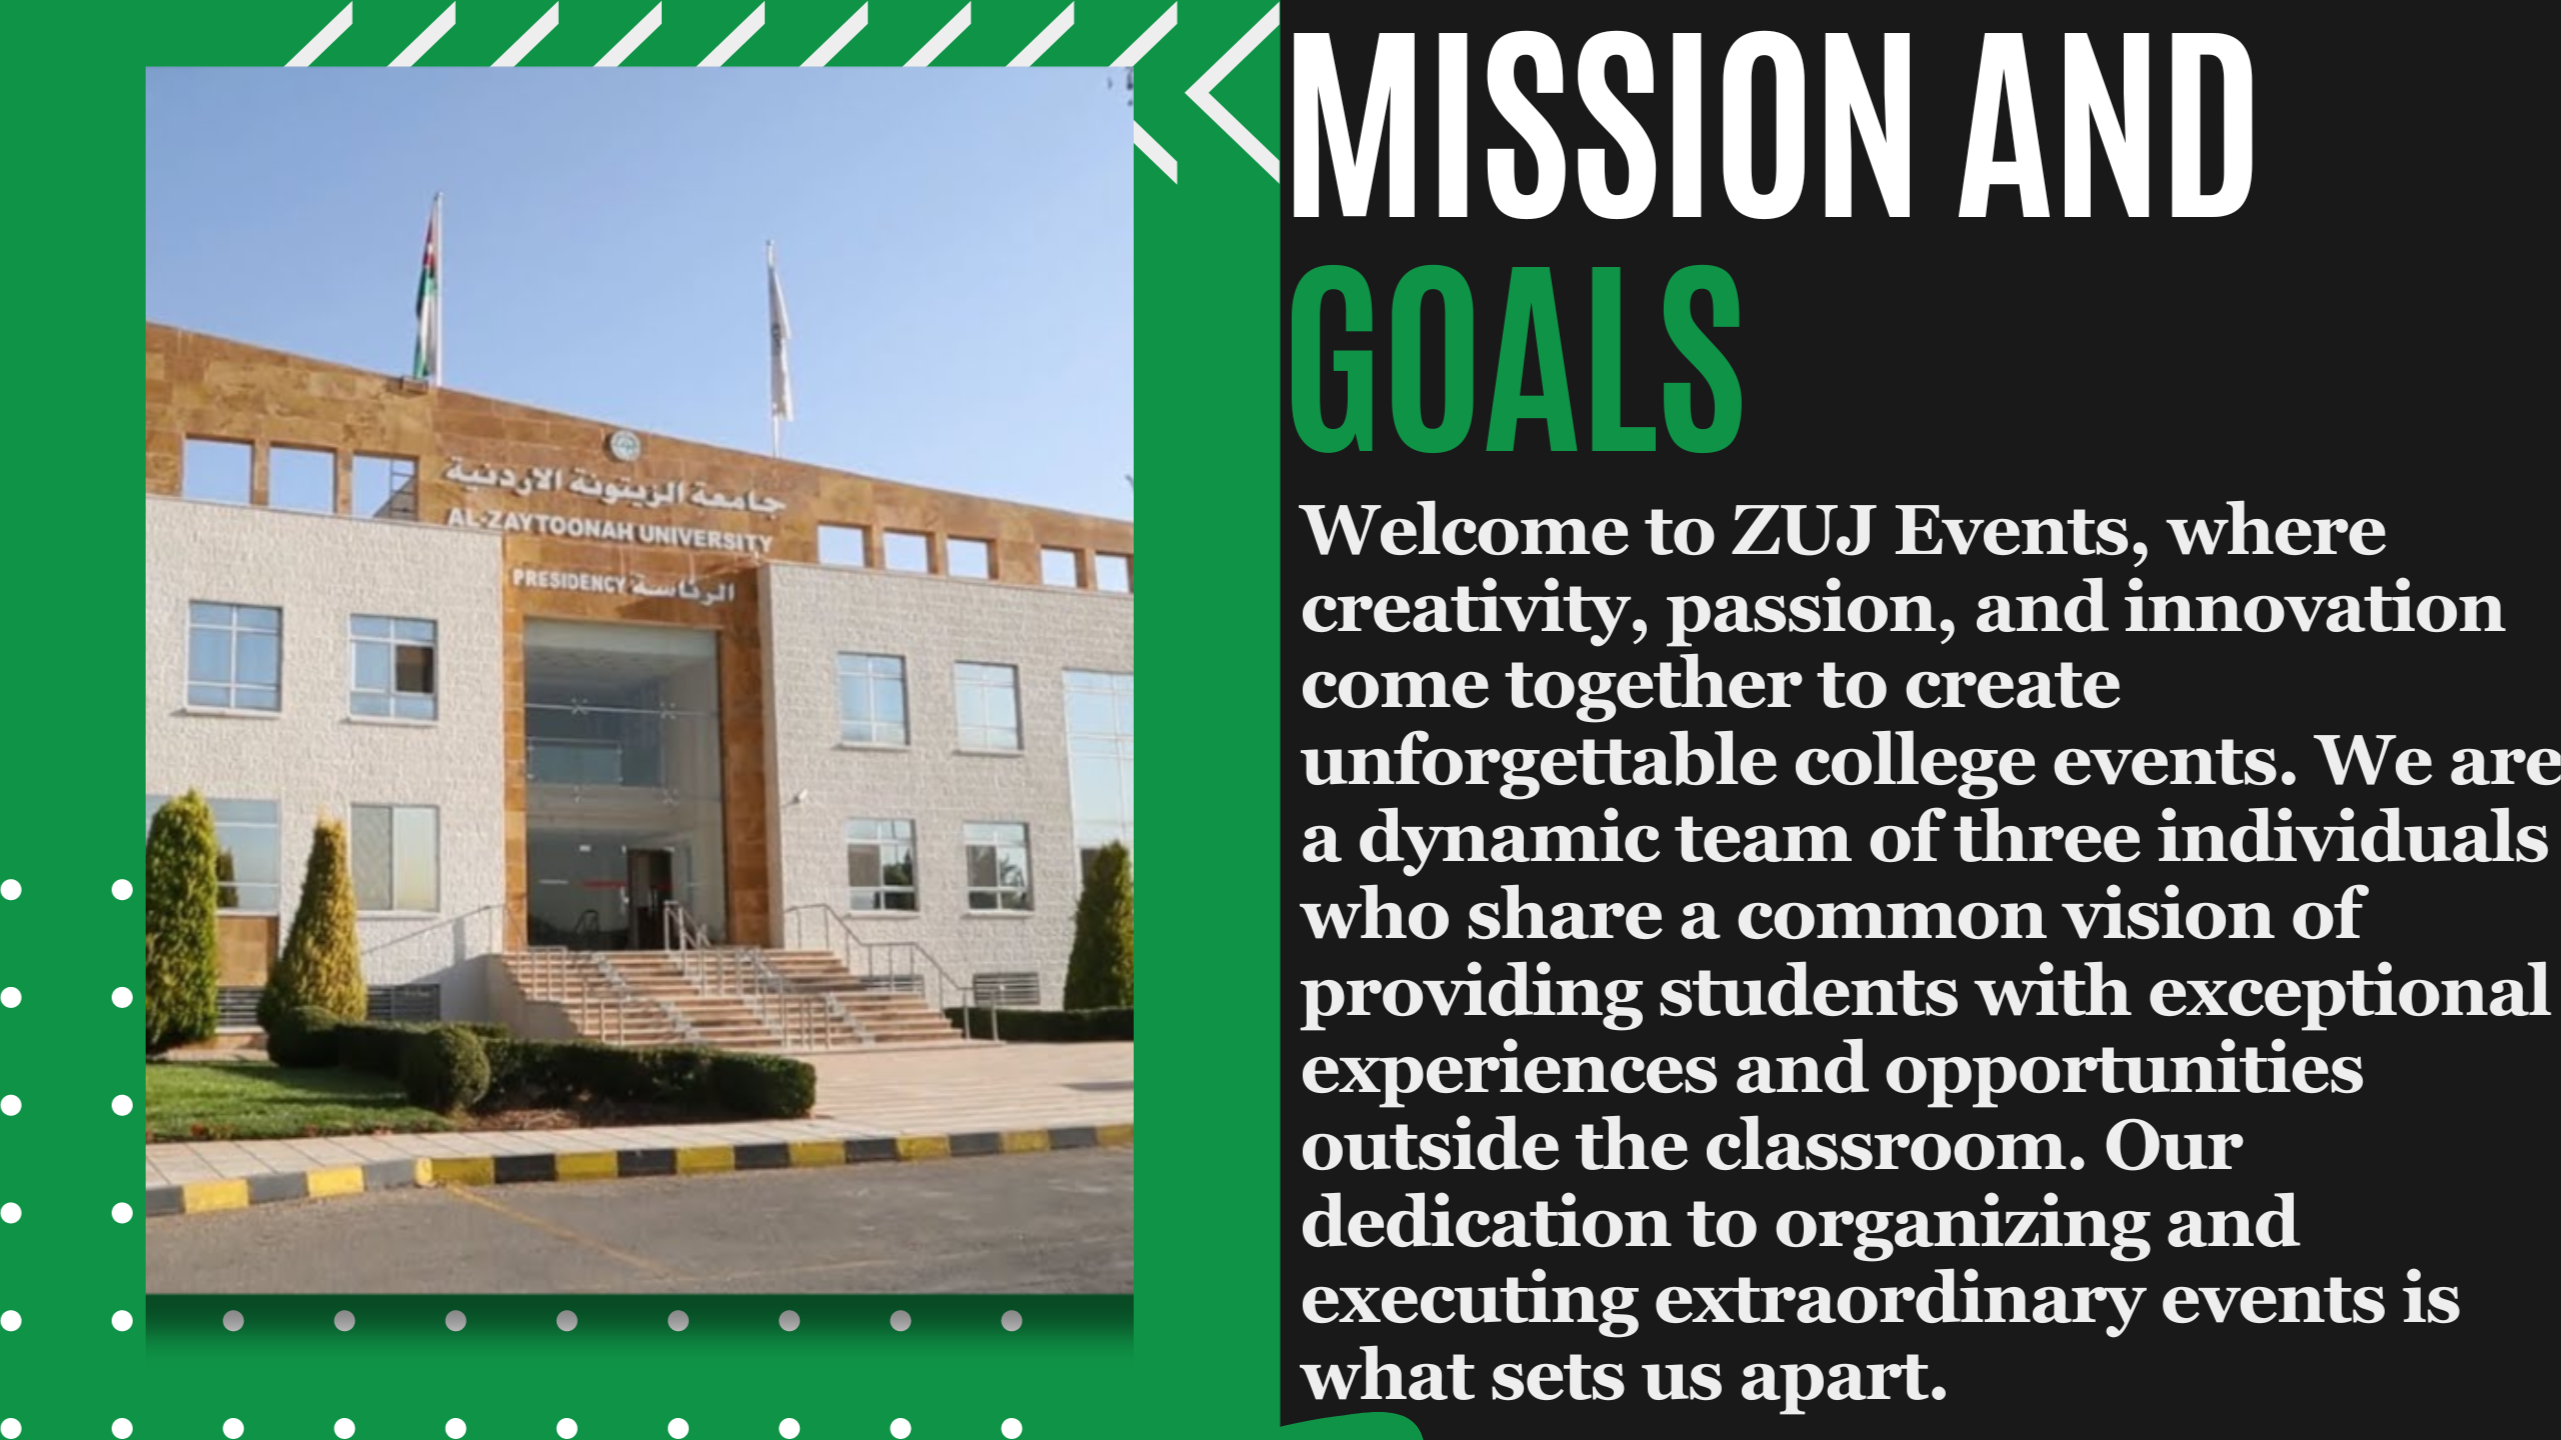 MISSION AND
GOALS
جامعة الزيتونة الاردنية
AL-ZAYTOONAH UNIVERSITY
PRESIDENCY الرئاسة
Welcome to ZUJ Events, where
creativity, passion, and innovation
come together to create
unforgettable college events. We are
a dynamic team of three individuals
who share a common vision of
providing students with exceptional
experiences and opportunities
outside the classroom. Our
dedication to organizing and
executing extraordinary events is
what sets us apart.